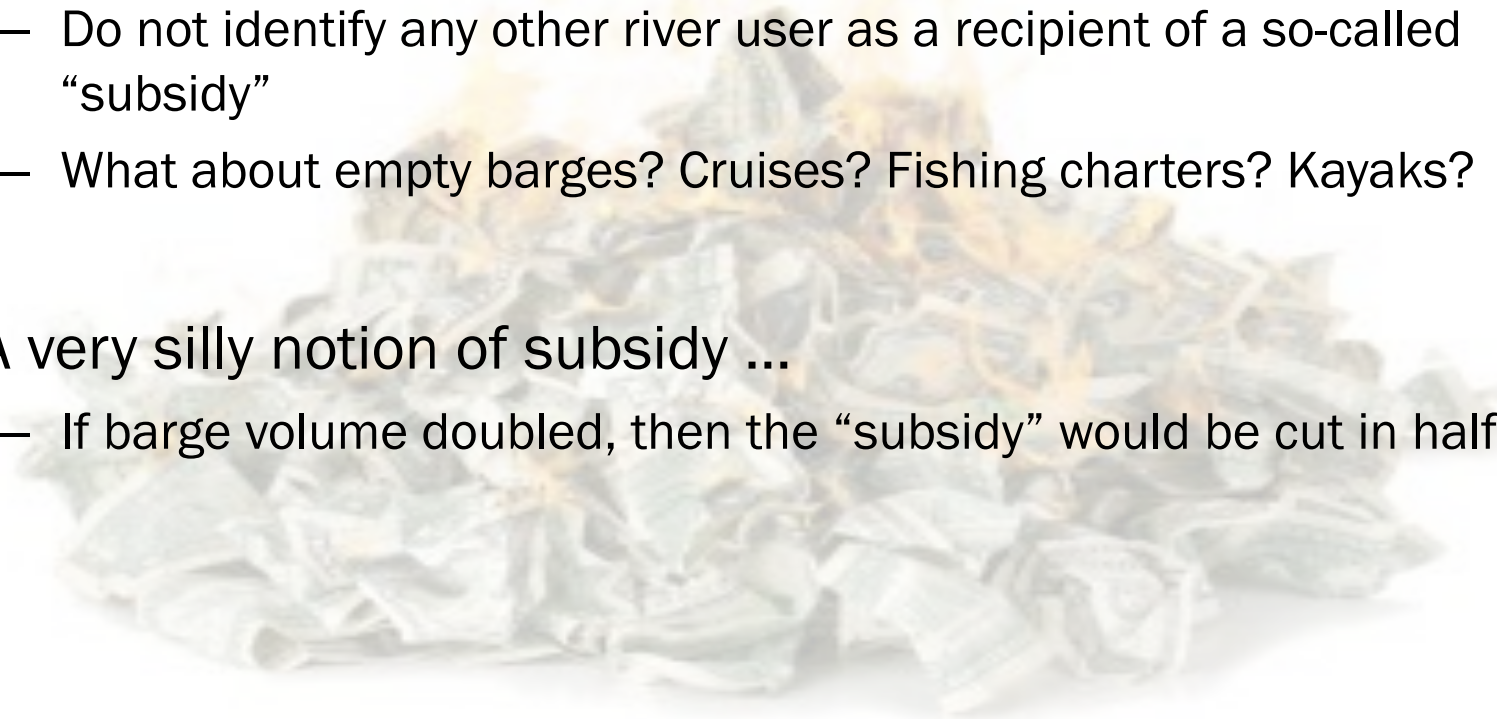 — Do not identify any other river user as a recipient of a so-called
“subsidy”
— What about empty barges? Cruises? Fishing charters? Kayaks?
A very silly notion of subsidy ...
— If barge volume doubled, then the “subsidy” would be cut in half